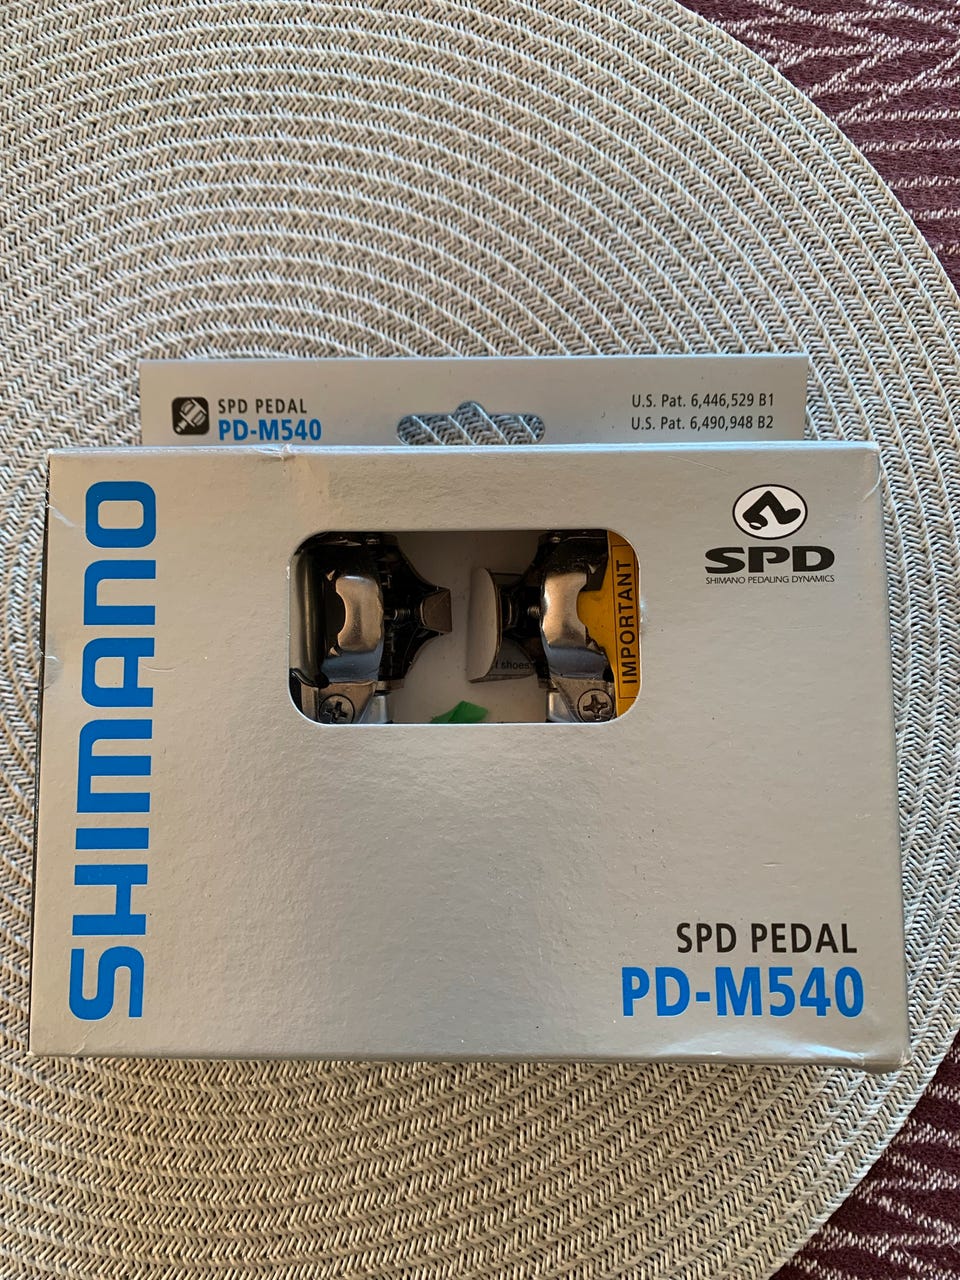 SPD PEDAL
PD-M540
U.S. Pat. 6,446,529 B1
U.S. Pat. 6,490,948 B2
SHIMANO
SPD
SHIMANO PEDALING DYNAMICS
IMPORTANT
shoes
SPD PEDAL
PD-M540